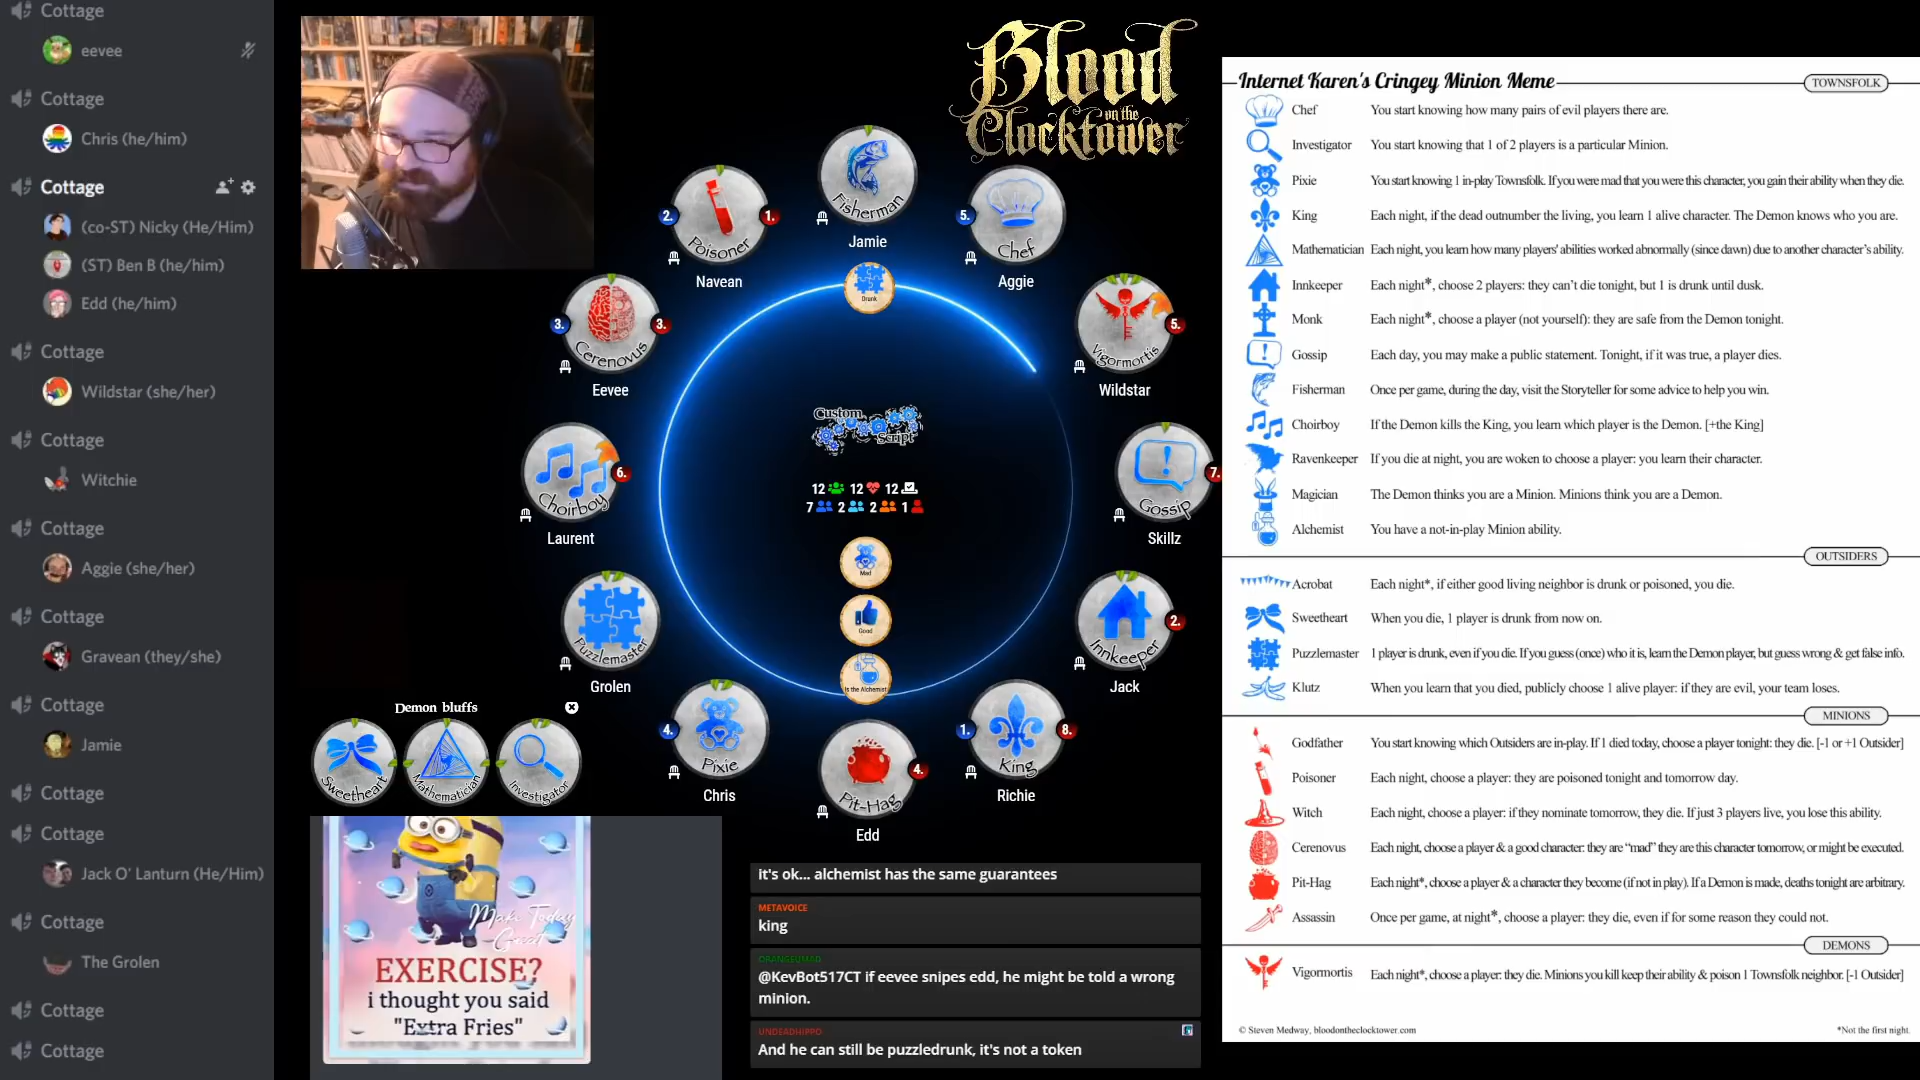 Cottage
eevee
Cottage
Chris (he/him)
Cottage
(co-ST) Nicky (He/Him)
(ST) Ben B (he/him)
Edd (he/him)
Cottage
Wildstar (she/her)
Cottage
Witchie
Cottage
Aggie (she/her)
Cottage
Gravean (they/she)
Cottage
Jamie
Cottage
Cottage
Jack O' Lanturn (He/Him)
Cottage
The Grolen
Cottage
Cottage
Blood
on the
Clocktower
Fisherman
Jamie
2.
Poisoner
1.
Navean
5.
Chef
Aggie
Drunk
3.
Cerenovus
3.
Eevee
Vigormortis
5.
Wildstar
Choirboy
6.
Laurent
Custom
Script
12 12 12
7 2 2 1
Gossip
7.
Skillz
Puzzlemaster
Grolen
Mad
Good
Is the Alchemist
Innkeeper
2.
Jack
4.
Pixie
Chris
Pit-Hag
4.
Edd
1.
King
8.
Richie
Demon bluffs
Sweetheart
Mathematician
Investigator
Make Today
Great
EXERCISE?
i thought you said
"Extra Fries"
it's ok... alchemist has the same guarantees
METAVOICE
king
@KevBot517CT if eevee snipes edd, he might be told a wrong
minion.
UNDEADHIPPO
And he can still be puzzledrunk, it's not a token
Internet Karen's Cringey Minion Meme
TOWNSFOLK
Chef You start knowing how many pairs of evil players there are.
Investigator You start knowing that 1 of 2 players is a particular Minion.
Pixie You start knowing 1 in-play Townsfolk. If you were mad that you were this character, you gain their ability when they die.
King Each night, if the dead outnumber the living, you learn 1 alive character. The Demon knows who you are.
Mathematician Each night, you learn how many players' abilities worked abnormally (since dawn) due to another character's ability.
Innkeeper Each night*, choose 2 players: they can't die tonight, but 1 is drunk until dusk.
Monk Each night*, choose a player (not yourself): they are safe from the Demon tonight.
Gossip Each day, you may make a public statement. Tonight, if it was true, a player dies.
Fisherman Once per game, during the day, visit the Storyteller for some advice to help you win.
Choirboy If the Demon kills the King, you learn which player is the Demon. [+the King]
Ravenkeeper If you die at night, you are woken to choose a player: you learn their character.
Magician The Demon thinks you are a Minion. Minions think you are a Demon.
Alchemist You have a not-in-play Minion ability.
OUTSIDERS
Acrobat Each night*, if either good living neighbor is drunk or poisoned, you die.
Sweetheart When you die, 1 player is drunk from now on.
Puzzlemaster 1 player is drunk, even if you die. If you guess (once) who it is, learn the Demon player, but guess wrong & get false info.
Klutz When you learn that you died, publicly choose 1 alive player: if they are evil, your team loses.
MINIONS
Godfather You start knowing which Outsiders are in-play. If 1 died today, choose a player tonight: they die. [-1 or +1 Outsider]
Poisoner Each night, choose a player: they are poisoned tonight and tomorrow day.
Witch Each night, choose a player: if they nominate tomorrow, they die. If just 3 players live, you lose this ability.
Cerenovus Each night, choose a player & a good character: they are "mad" they are this character tomorrow, or might be executed.
Pit-Hag Each night*, choose a player & a character they become (if not in play). If a Demon is made, deaths tonight are arbitrary.
Assassin Once per game, at night*, choose a player: they die, even if for some reason they could not.
DEMONS
Vigormortis Each night*, choose a player: they die. Minions you kill keep their ability & poison 1 Townsfolk neighbor. [-1 Outsider]
© Steven Medway, bloodontheclocktower.com
*Not the first night.